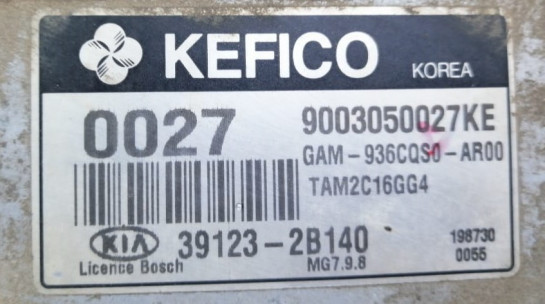 KEFICO KOREA
0027
9003050027KE
GAM-936CQS0-AR00
TAM2C16GG4
KIA 39123-2B140
Licence Bosch
MG7.9.8
198730
0055